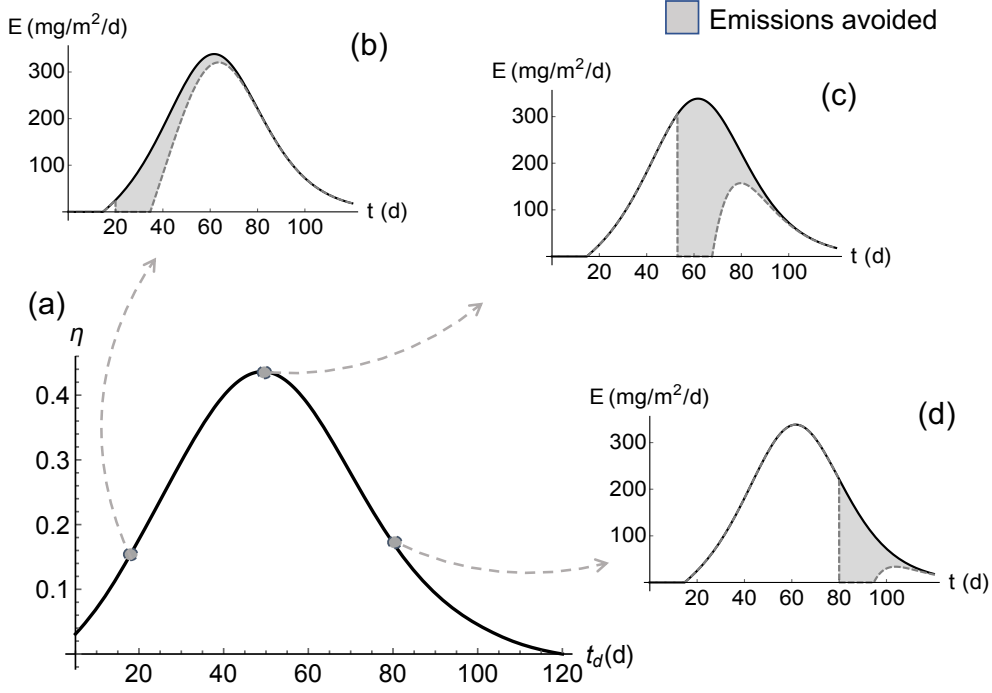 Emissions avoided
(b)
E (mg/m²/d)
300
200
100
20 40 60 80 100
t (d)
(c)
E (mg/m²/d)
300
200
100
20 40 60 80 100
t (d)
(a)
η
0.4
0.3
0.2
0.1
20 40 60 80 100 120
t_d(d)
(d)
E (mg/m²/d)
300
200
100
20 40 60 80 100
t (d)